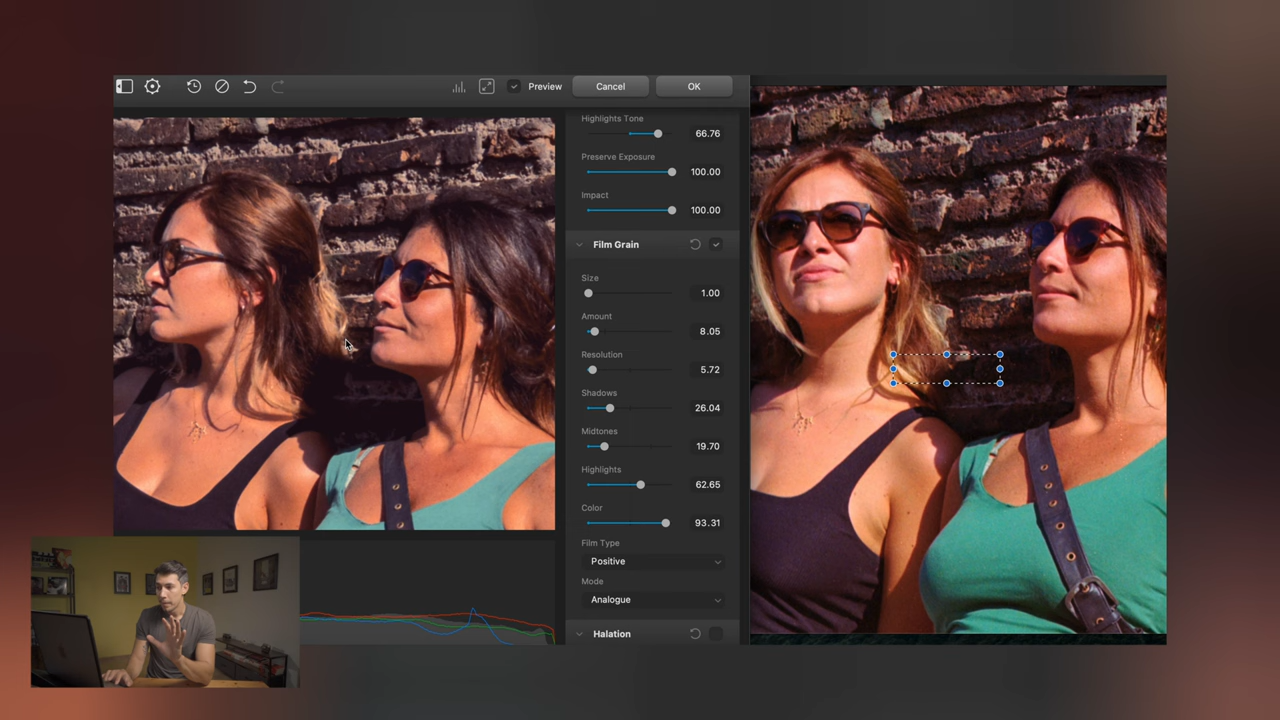 Preview
Cancel
OK
Highlights Tone
66.76
Preserve Exposure
100.00
Impact
100.00
Film Grain
Size
1.00
Amount
8.05
Resolution
5.72
Shadows
26.04
Midtones
19.70
Highlights
62.65
Color
93.31
Film Type
Positive
Mode
Analogue
Halation